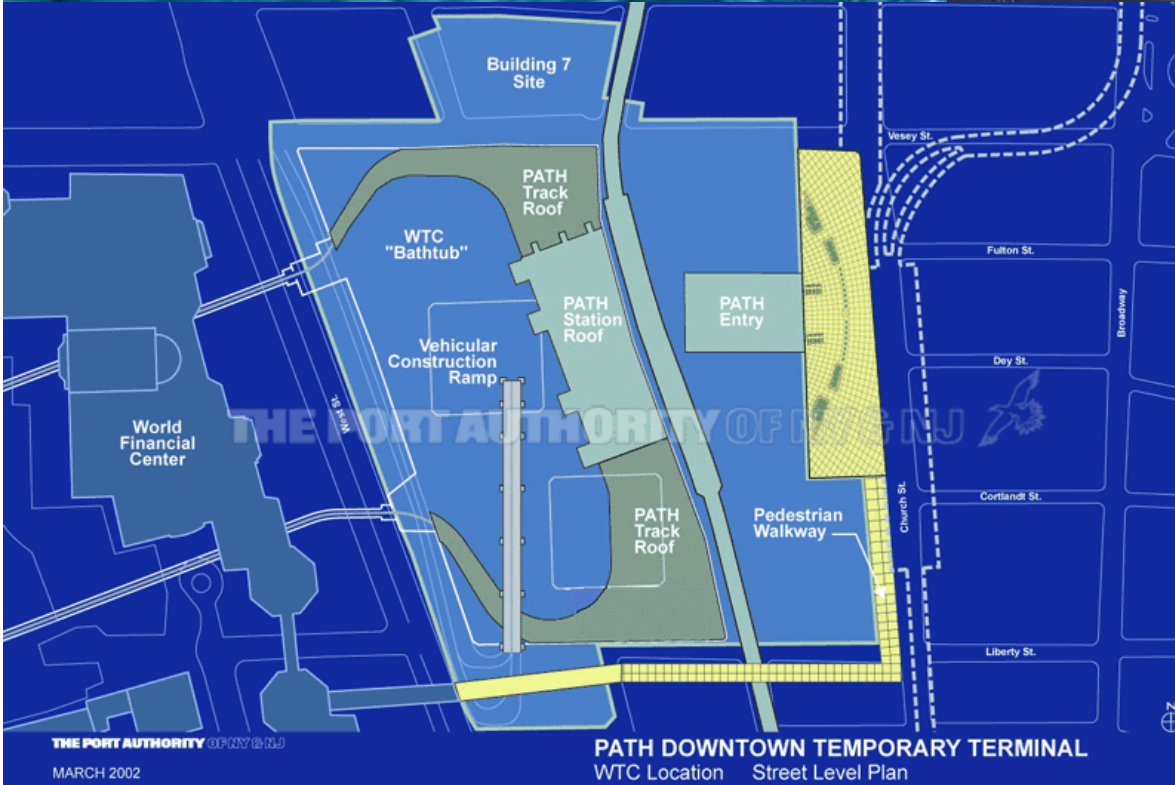 Building 7
Site
Vesey St.
PATH
Track
Roof
WTC
"Bathtub"
Fulton St.
PATH
Station
Roof
PATH
Entry
Broadway
Vehicular
Construction
Ramp
Dey St.
West St.
THE PORT AUTHORITY OF NY & NJ
World
Financial
Center
Cortlandt St.
Church St.
PATH
Track
Roof
Pedestrian
Walkway
Liberty St.
N
THE PORT AUTHORITY OF NY & NJ
MARCH 2002
PATH DOWNTOWN TEMPORARY TERMINAL
WTC Location Street Level Plan